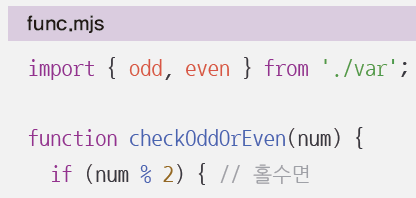 func.mjs
import { odd, even } from './var';
function checkOddOrEven(num) {
if (num % 2) { // 홀수면